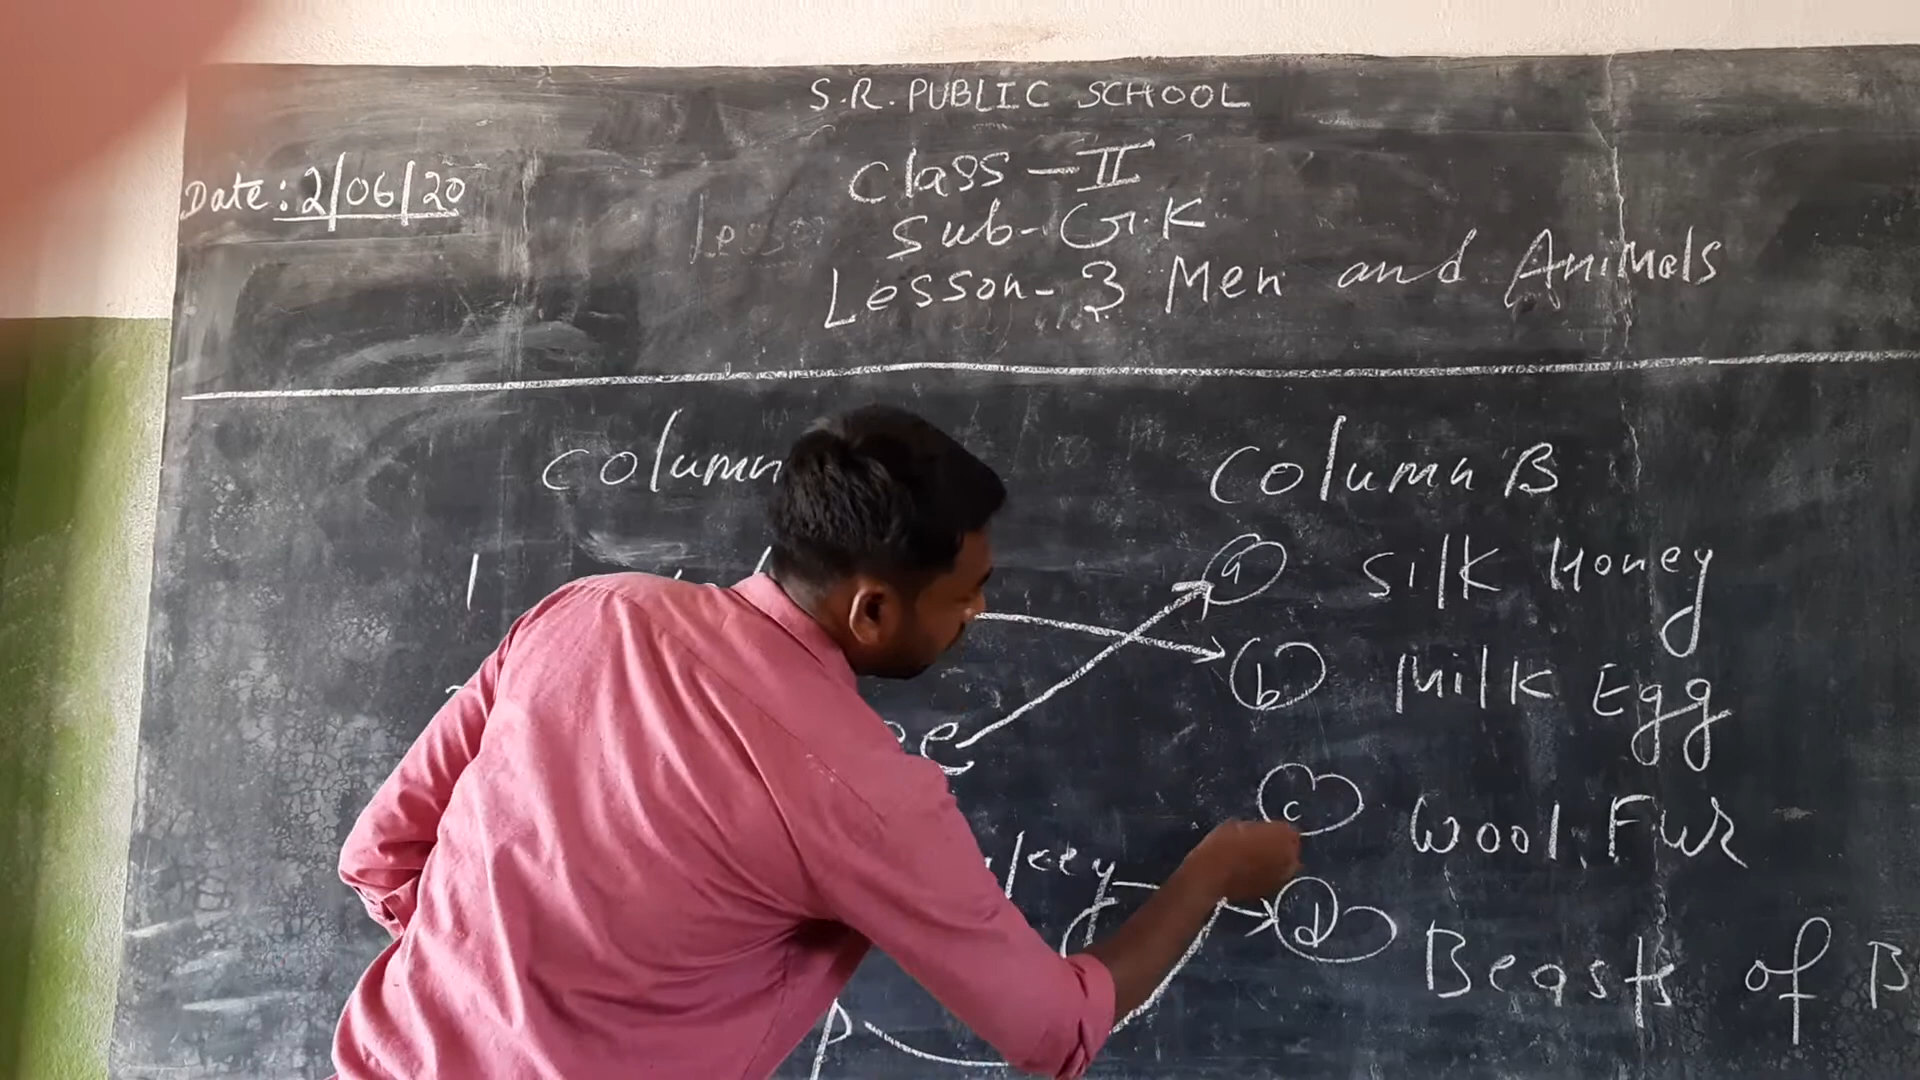 S.R. PUBLIC SCHOOL
Date: 2/06/20
Class - II
Sub - G.K
Lesson - 3 Men and Animals
Column
Column B
1
a Silk Honey
b Milk Egg
c Wool. Fur
d Beasts of B